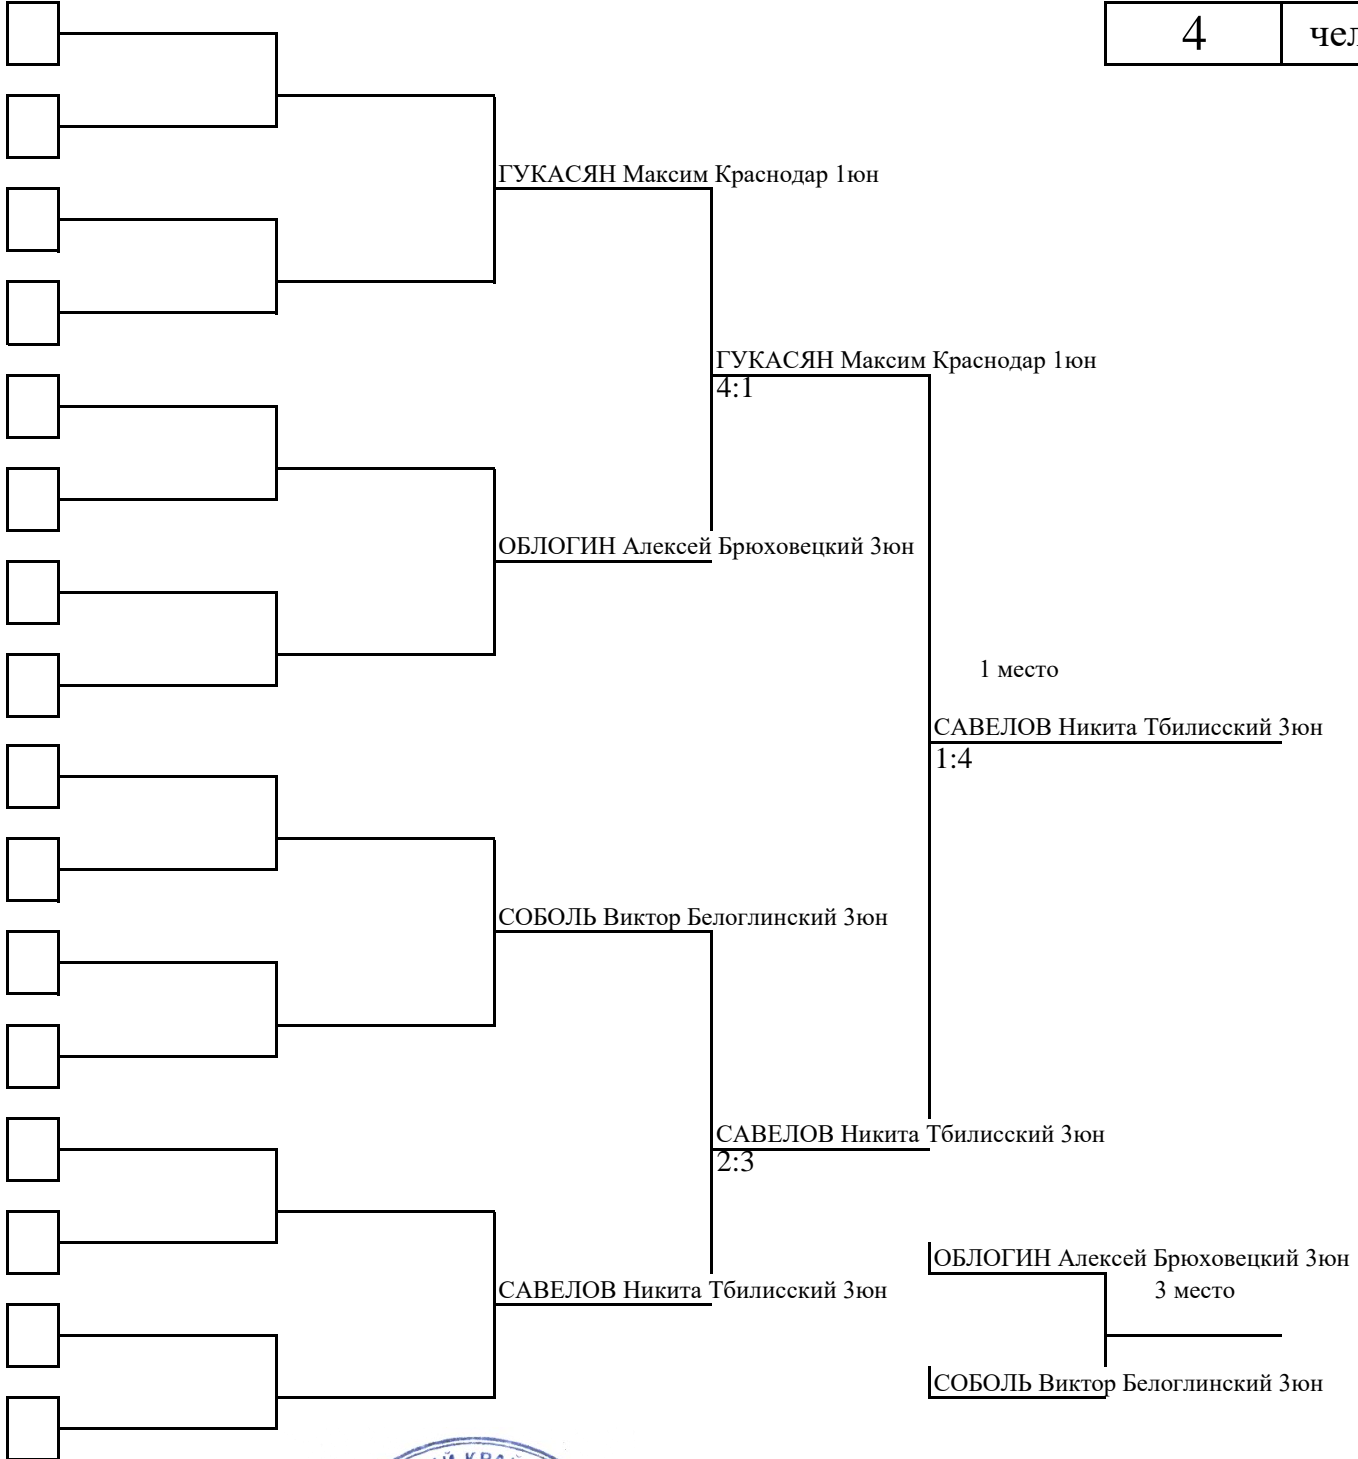 4 чел
ГУКАСЯН Максим Краснодар 1юн
ГУКАСЯН Максим Краснодар 1юн
4:1
ОБЛОГИН Алексей Брюховецкий 3юн
1 место
САВЕЛОВ Никита Тбилисский 3юн
1:4
СОБОЛЬ Виктор Белоглинский 3юн
САВЕЛОВ Никита Тбилисский 3юн
2:3
ОБЛОГИН Алексей Брюховецкий 3юн
САВЕЛОВ Никита Тбилисский 3юн
3 место
СОБОЛЬ Виктор Белоглинский 3юн